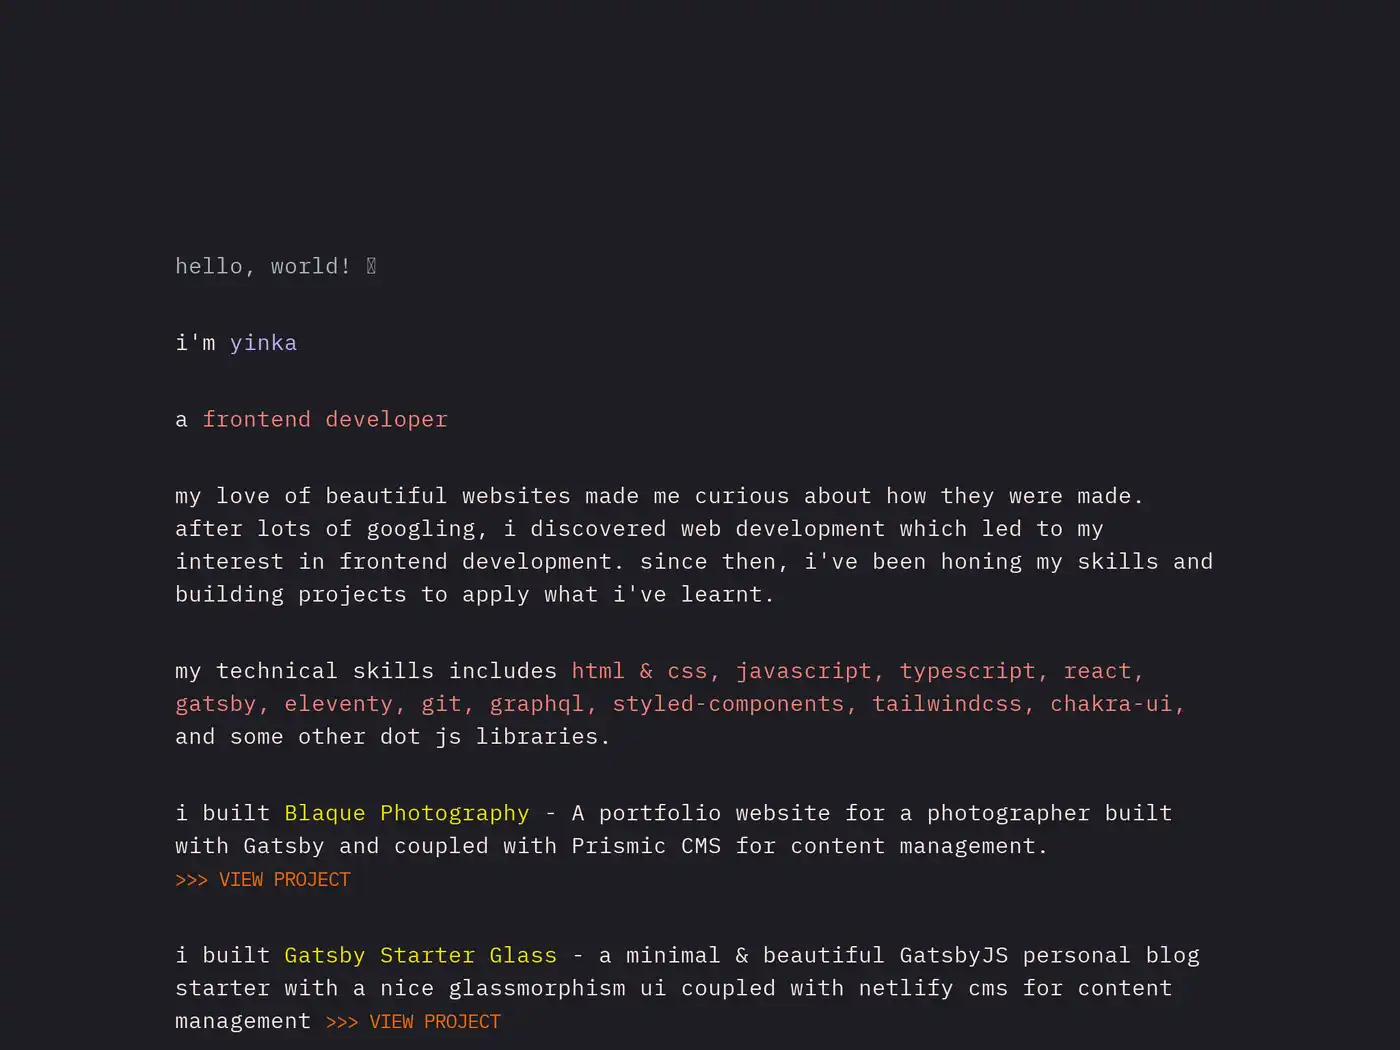 hello, world! 
i'm yinka
a frontend developer
my love of beautiful websites made me curious about how they were made.
after lots of googling, i discovered web development which led to my
interest in frontend development. since then, i've been honing my skills and
building projects to apply what i've learnt.
my technical skills includes html & css, javascript, typescript, react,
gatsby, eleventy, git, graphql, styled-components, tailwindcss, chakra-ui,
and some other dot js libraries.
i built Blaque Photography - A portfolio website for a photographer built
with Gatsby and coupled with Prismic CMS for content management.
>>> VIEW PROJECT
i built Gatsby Starter Glass - a minimal & beautiful GatsbyJS personal blog
starter with a nice glassmorphism ui coupled with netlify cms for content
management >>> VIEW PROJECT